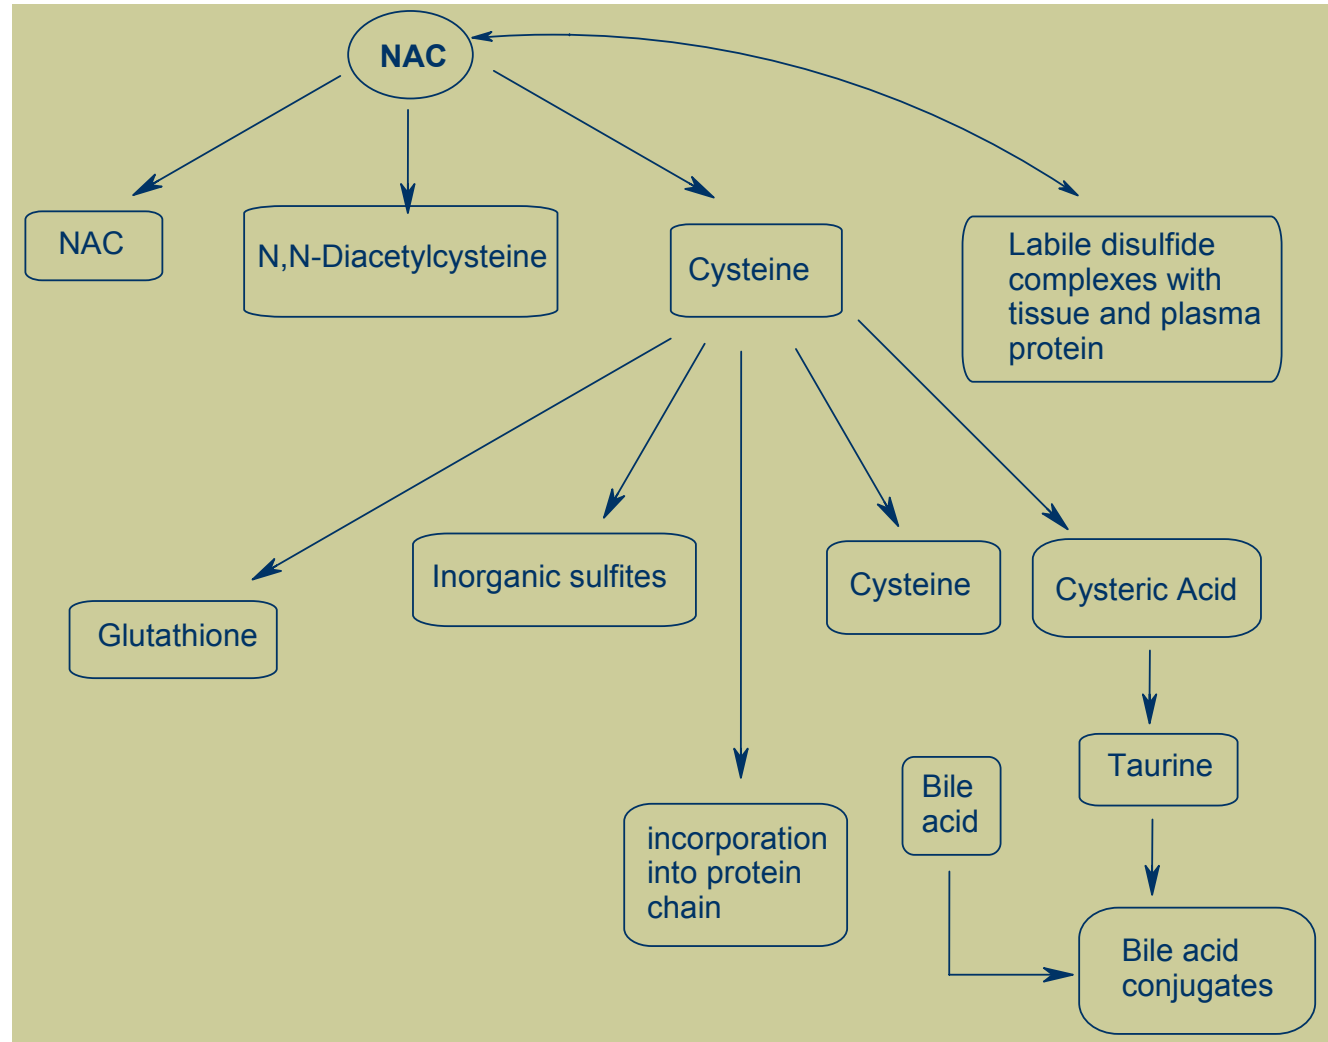 NAC
NAC
N,N-Diacetylcysteine
Cysteine
Labile disulfide
complexes with
tissue and plasma
protein
Glutathione
Inorganic sulfites
Cysteine
Cysteric Acid
incorporation
into protein
chain
Bile
acid
Taurine
Bile acid
conjugates